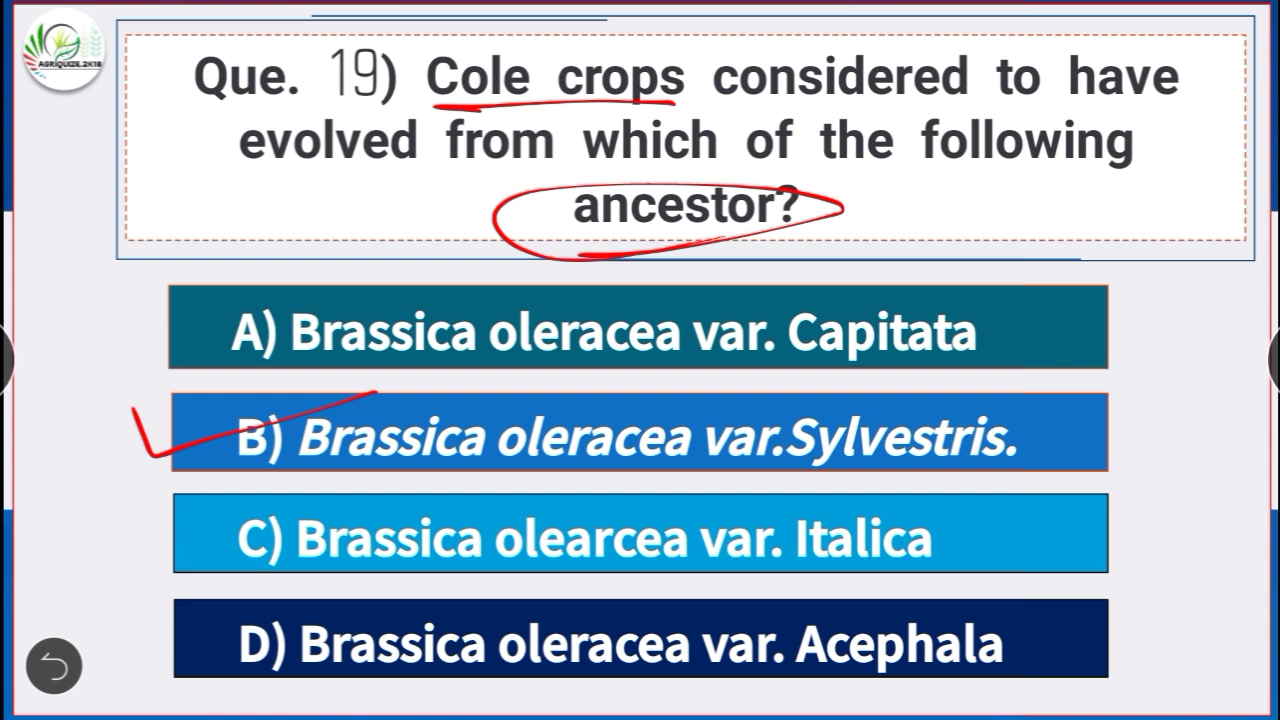 AGRIQUIZE.2K18
Que. 19) Cole crops considered to have
evolved from which of the following
ancestor?
A) Brassica oleracea var. Capitata
B) Brassica oleracea var.Sylvestris.
C) Brassica olearcea var. Italica
D) Brassica oleracea var. Acephala